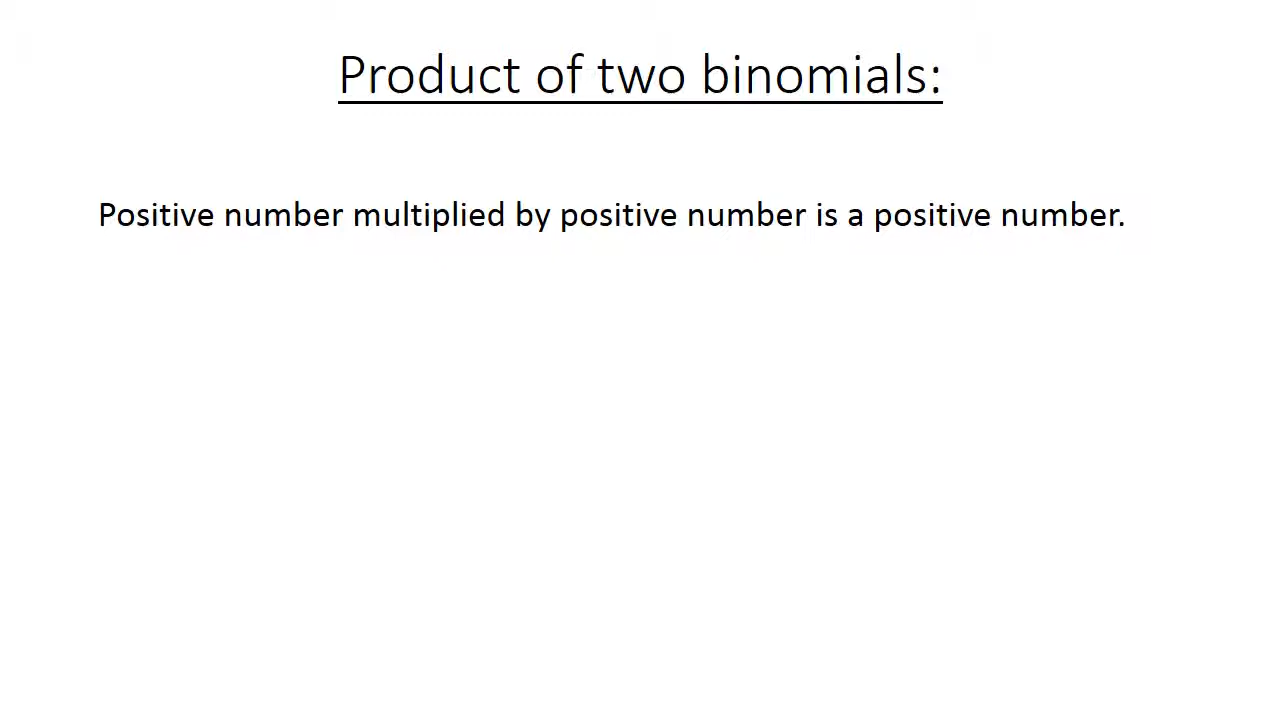 Product of two binomials:
Positive number multiplied by positive number is a positive number.